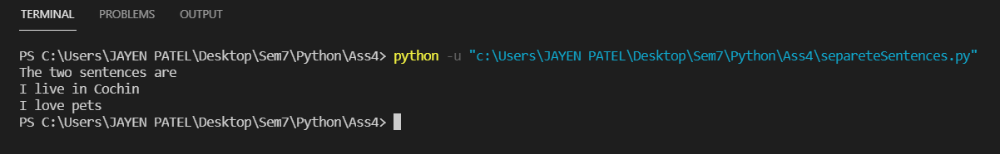 TERMINAL PROBLEMS OUTPUT
PS C:\Users\JAYEN PATEL\Desktop\Sem7\Python\Ass4> python -u "c:\Users\JAYEN PATEL\Desktop\Sem7\Python\Ass4\separeteSentences.py"
The two sentences are
I live in Cochin
I love pets
PS C:\Users\JAYEN PATEL\Desktop\Sem7\Python\Ass4>